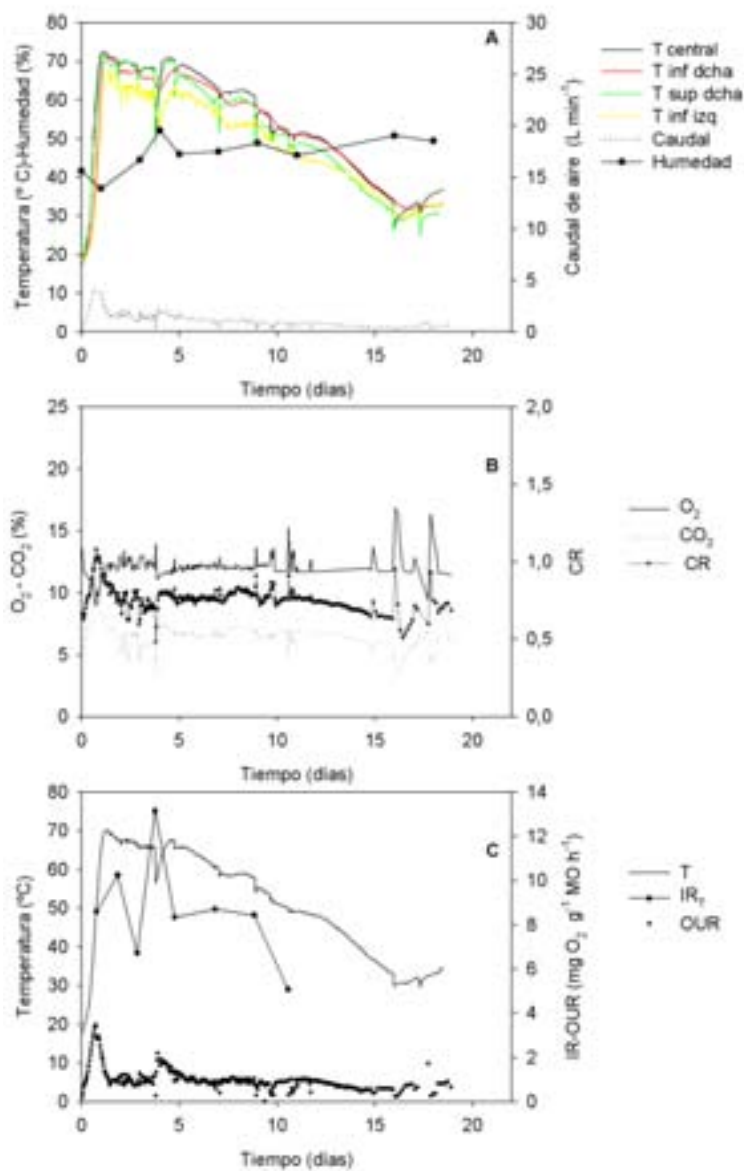 A
Temperatura (º C)-Humedad (%)
80
70
60
50
40
30
20
10
0
Caudal de aire (L min⁻¹)
30
25
20
15
10
5
0
0 5 10 15 20
Tiempo (días)
T central
T inf dcha
T sup dcha
T inf izq
Caudal
Humedad
B
O₂ - CO₂ (%)
25
20
15
10
5
0
CR
2,0
1,5
1,0
0,5
0,0
0 5 10 15 20
Tiempo (días)
O₂
CO₂
CR
C
Temperatura (ºC)
80
70
60
50
40
30
20
10
0
IR-OUR (mg O₂ g⁻¹ MO h⁻¹)
14
12
10
8
6
4
2
0
0 5 10 15 20
Tiempo (días)
T
IR_T
OUR